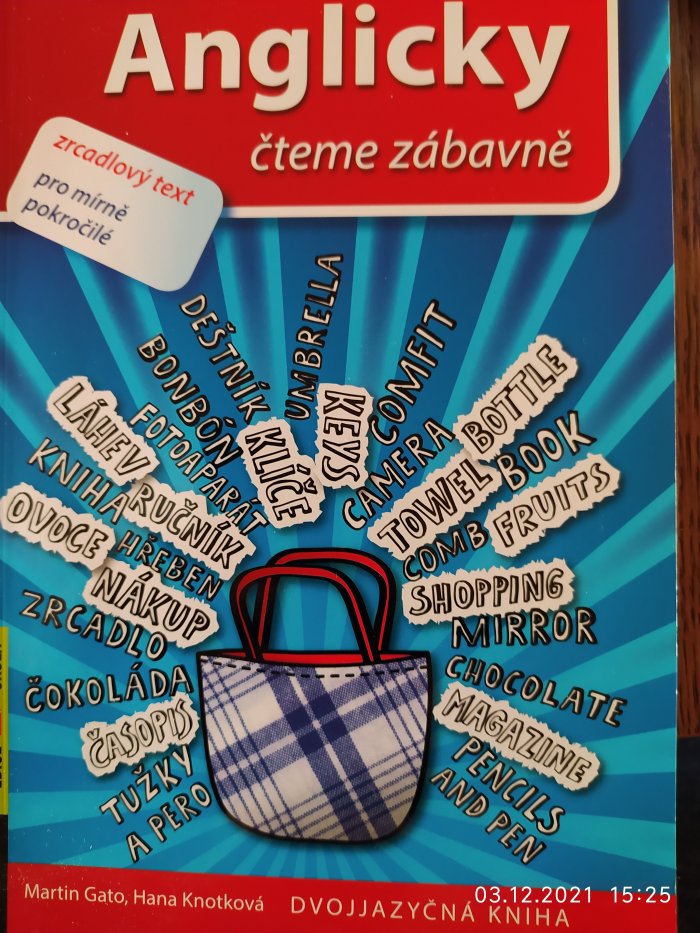 Anglicky
čteme zábavně
zrcadlový text
pro mírně
pokročilé
UMBRELLA
DEŠTNÍK
BONBÓN
FOTOAPARÁT
KLÍČE
KEYS
COMFIT
CAMERA
LÁHEV
KNIHA
RUČNÍK
OVOCE
HŘEBEN
NÁKUP
ZRCADLO
ČOKOLÁDA
ČASOPIS
TUŽKY
A PERO
BOTTLE
TOWEL
BOOK
COMB
FRUITS
SHOPPING
MIRROR
CHOCOLATE
MAGAZINE
PENCILS
AND PEN
Martin Gato, Hana Knotková
DVOJJAZYČNÁ KNIHA
03.12.2021 15:25